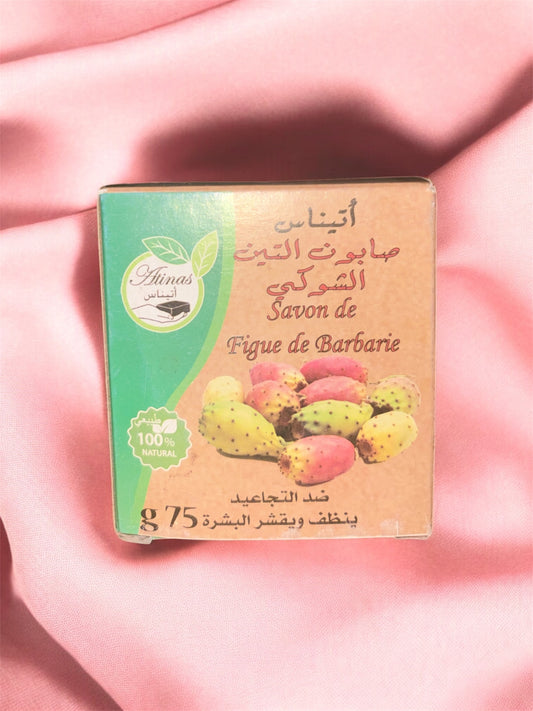 أتيناس
صابون التين
الشوكي
Savon de
Figue de Barbarie
Atinas
أتيناس
طبيعي
100%
NATURAL
ضد التجاعيد
ينظف ويقشر البشرة
75 g